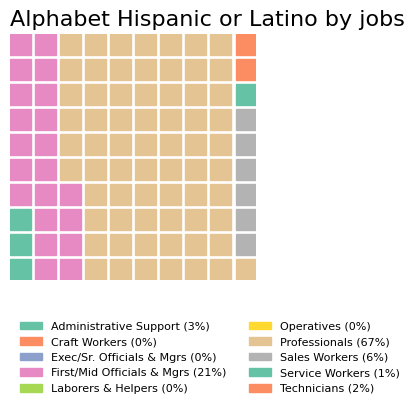 Alphabet Hispanic or Latino by jobs
Administrative Support (3%)
Craft Workers (0%)
Exec/Sr. Officials & Mgrs (0%)
First/Mid Officials & Mgrs (21%)
Laborers & Helpers (0%)
Operatives (0%)
Professionals (67%)
Sales Workers (6%)
Service Workers (1%)
Technicians (2%)